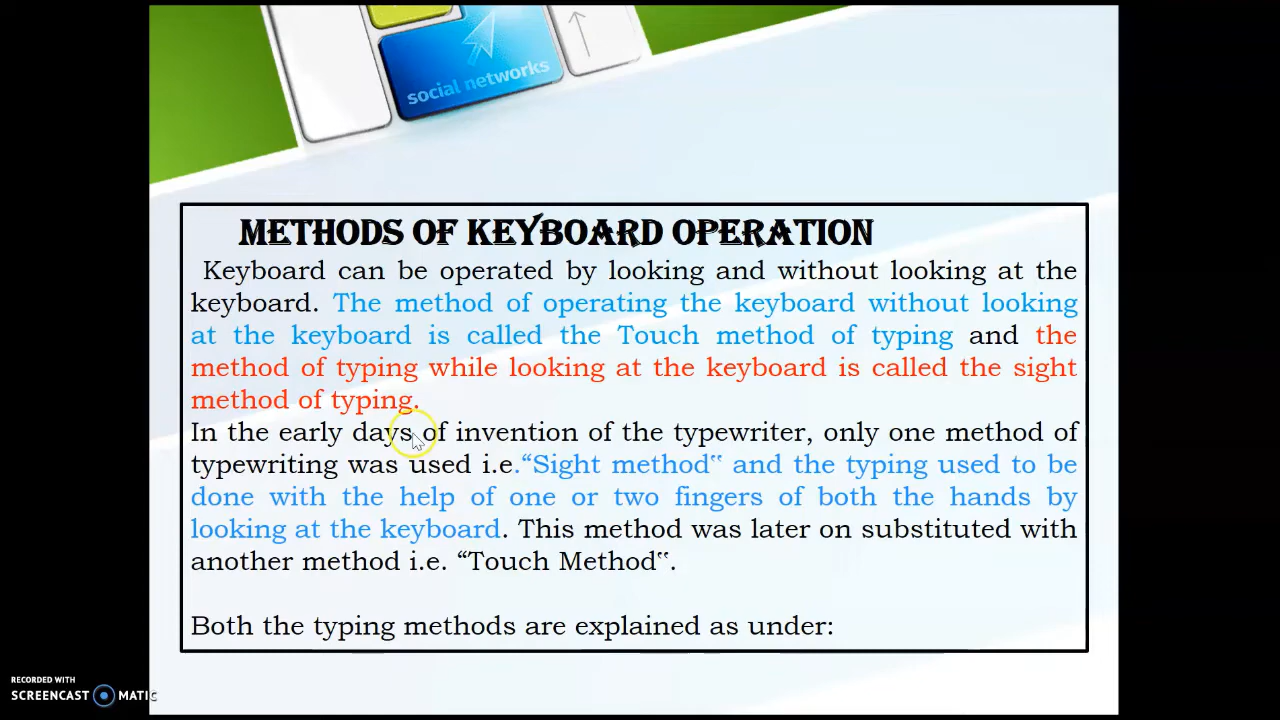 social networks
METHODS OF KEYBOARD OPERATION
Keyboard can be operated by looking and without looking at the
keyboard. The method of operating the keyboard without looking
at the keyboard is called the Touch method of typing and the
method of typing while looking at the keyboard is called the sight
method of typing.
In the early days of invention of the typewriter, only one method of
typewriting was used i.e.“Sight method‟ and the typing used to be
done with the help of one or two fingers of both the hands by
looking at the keyboard. This method was later on substituted with
another method i.e. “Touch Method‟.
Both the typing methods are explained as under:
RECORDED WITH
SCREENCAST MATIC